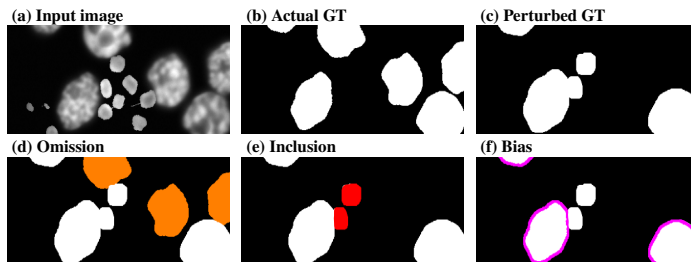 (a) Input image
(b) Actual GT
(c) Perturbed GT
(d) Omission
(e) Inclusion
(f) Bias